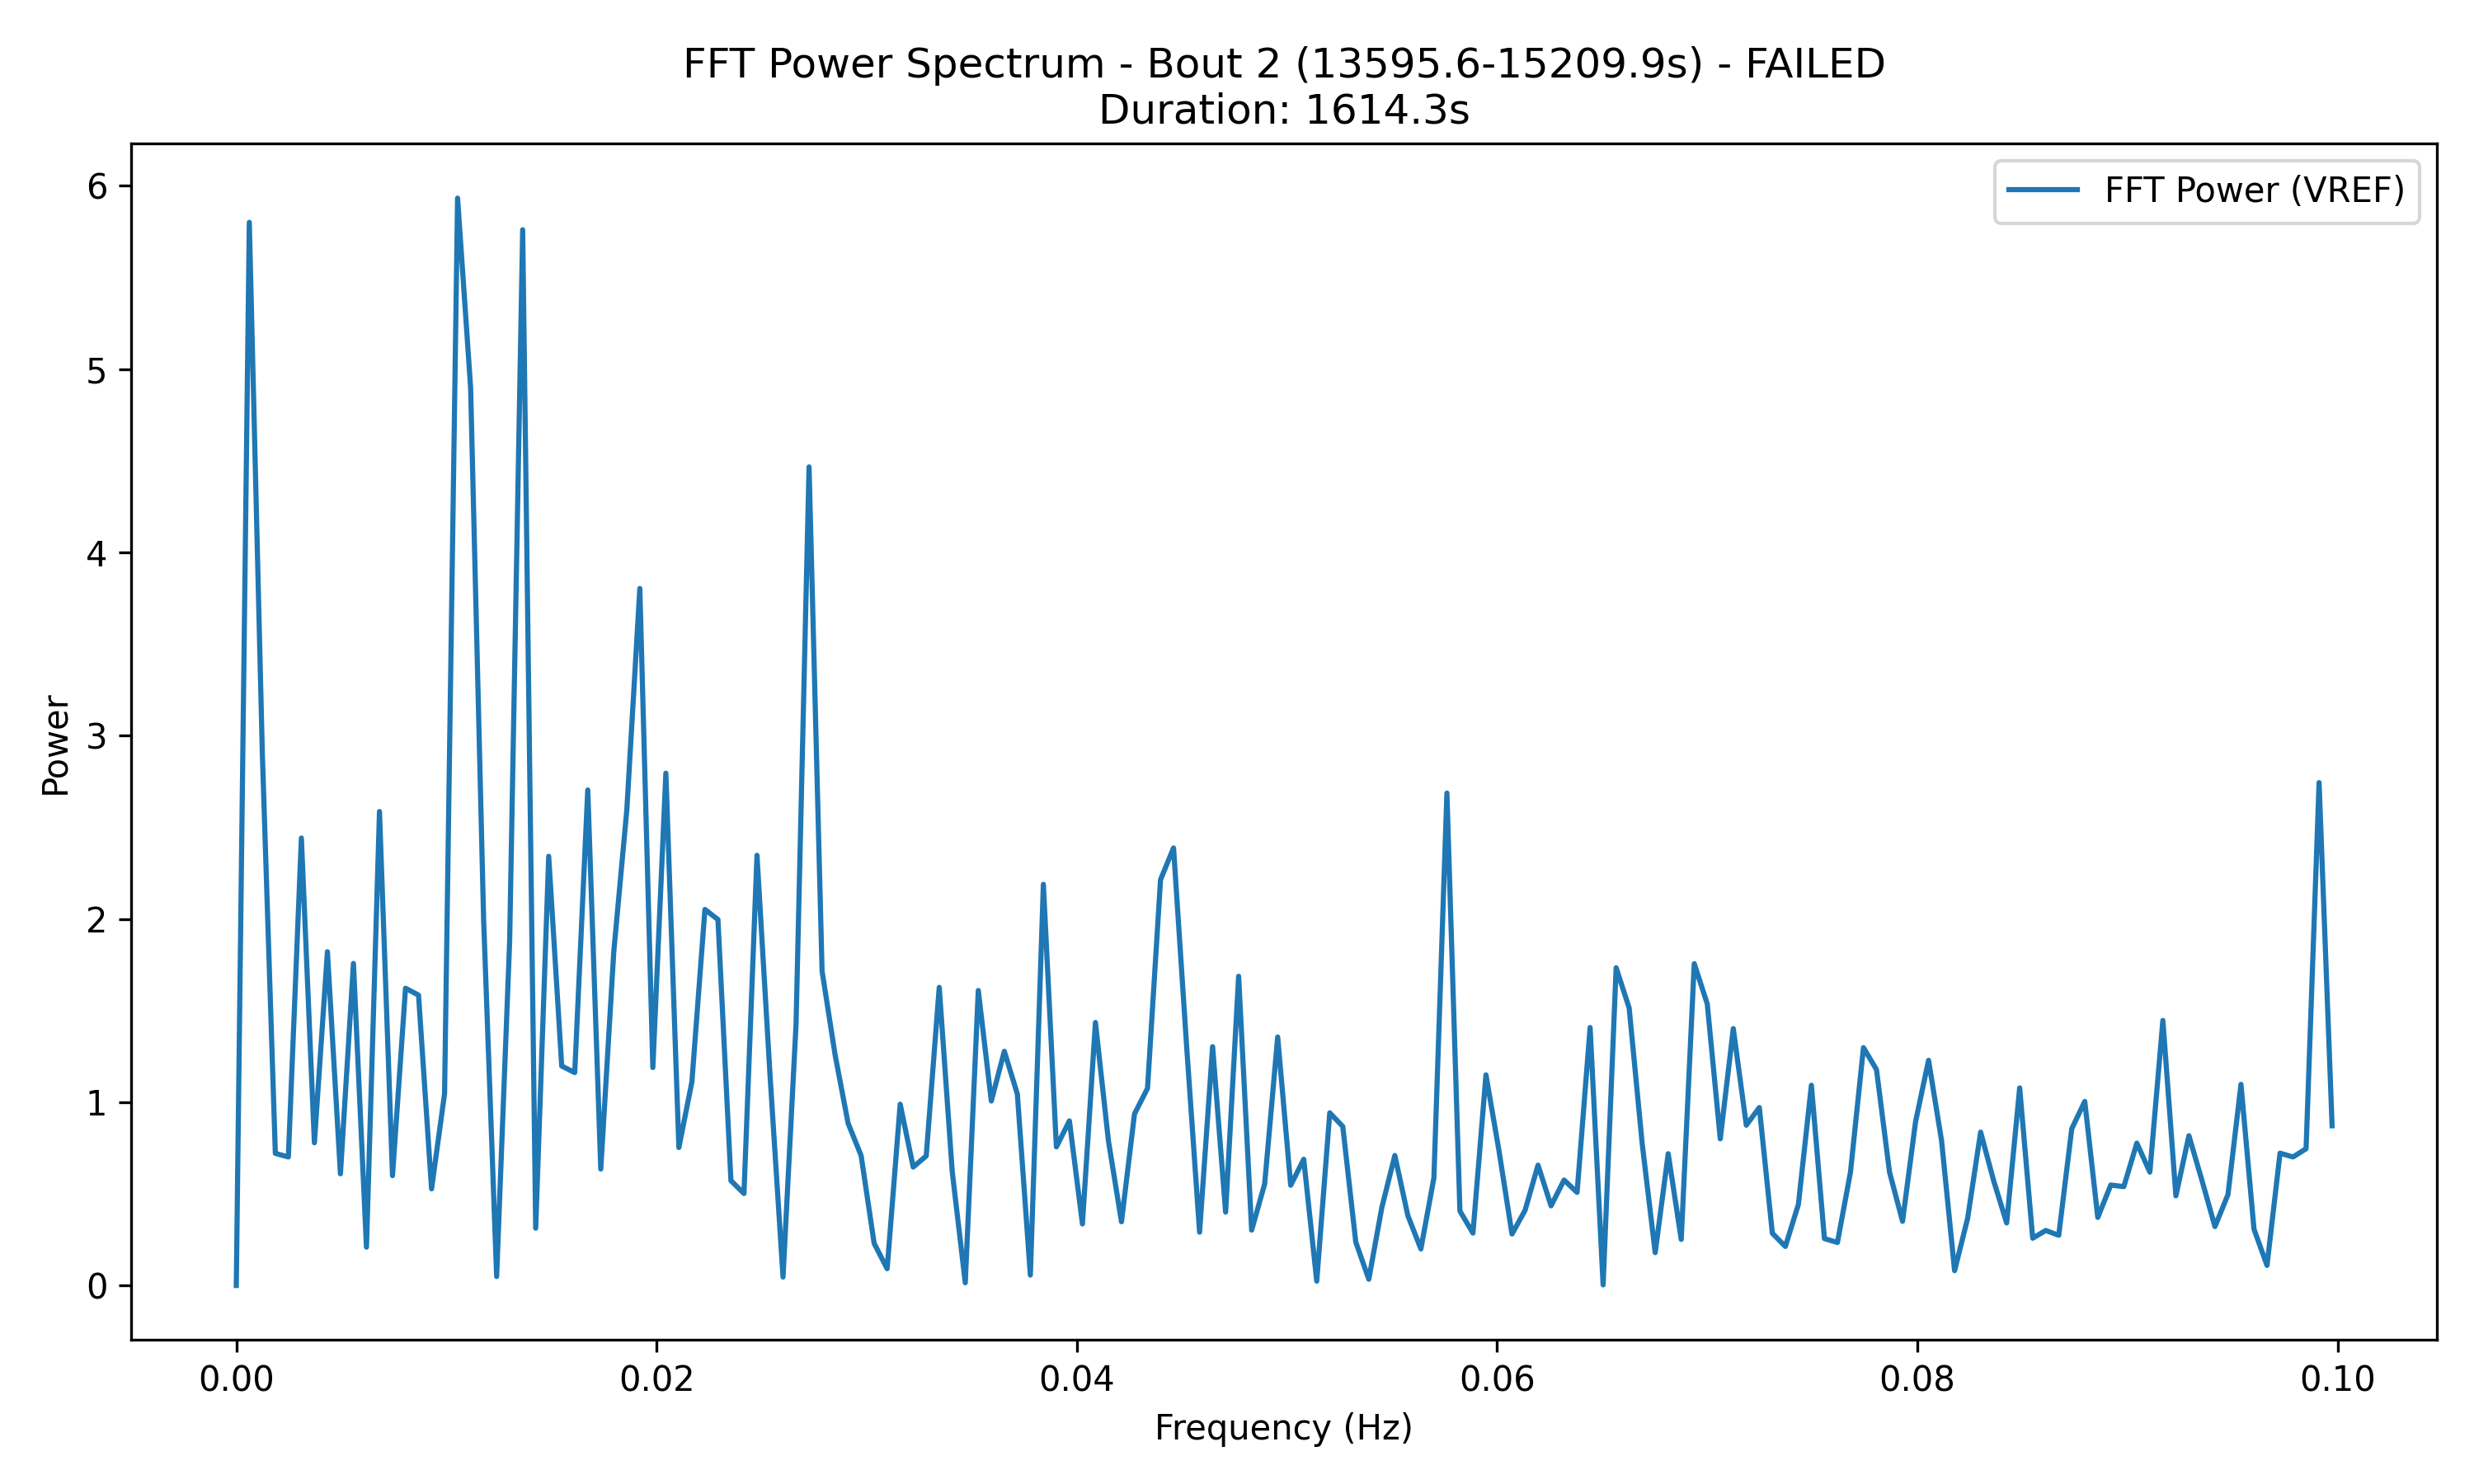 FFT Power Spectrum - Bout 2 (13595.6-15209.9s) - FAILED
Duration: 1614.3s
FFT Power (VREF)
6
5
4
3
2
1
0
Power
0.00 0.02 0.04 0.06 0.08 0.10
Frequency (Hz)